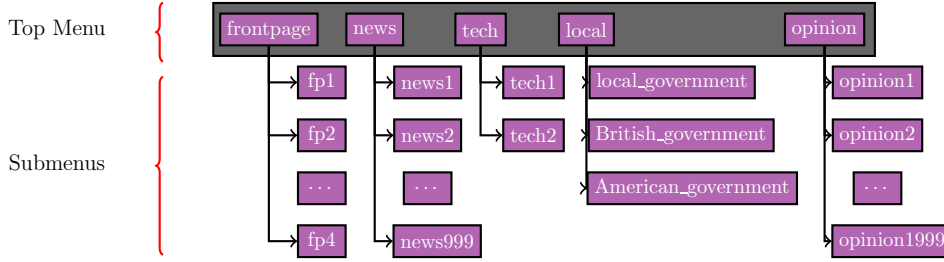 Top Menu
frontpage news tech local opinion
fp1 news1 tech1 local_government opinion1
fp2 news2 tech2 British_government opinion2
Submenus
... ... American_government ...
fp4 news999 opinion1999